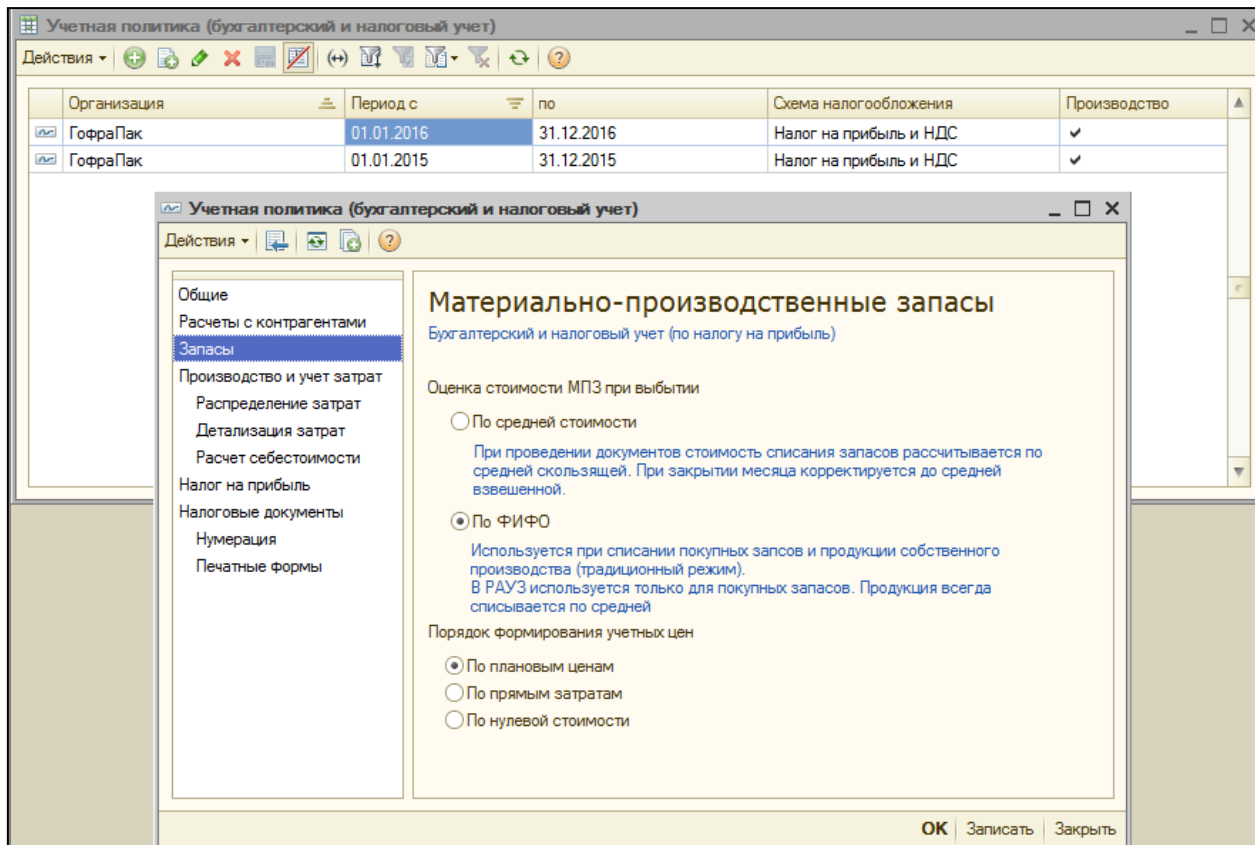 Учетная политика (бухгалтерский и налоговый учет)
Действия
Организация Период с по Схема налогообложения Производство
ГофраПак 01.01.2016 31.12.2016 Налог на прибыль и НДС
ГофраПак 01.01.2015 31.12.2015 Налог на прибыль и НДС
Учетная политика (бухгалтерский и налоговый учет)
Действия
Общие
Расчеты с контрагентами
Запасы
Производство и учет затрат
Распределение затрат
Детализация затрат
Расчет себестоимости
Налог на прибыль
Налоговые документы
Нумерация
Печатные формы
Материально-производственные запасы
Бухгалтерский и налоговый учет (по налогу на прибыль)
Оценка стоимости МПЗ при выбытии
По средней стоимости
При проведении документов стоимость списания запасов рассчитывается по
средней скользящей. При закрытии месяца корректируется до средней
взвешенной.
По ФИФО
Используется при списании покупных запсов и продукции собственного
производства (традиционный режим).
В РАУЗ используется только для покупных запасов. Продукция всегда
списывается по средней
Порядок формирования учетных цен
По плановым ценам
По прямым затратам
По нулевой стоимости
OK Записать Закрыть